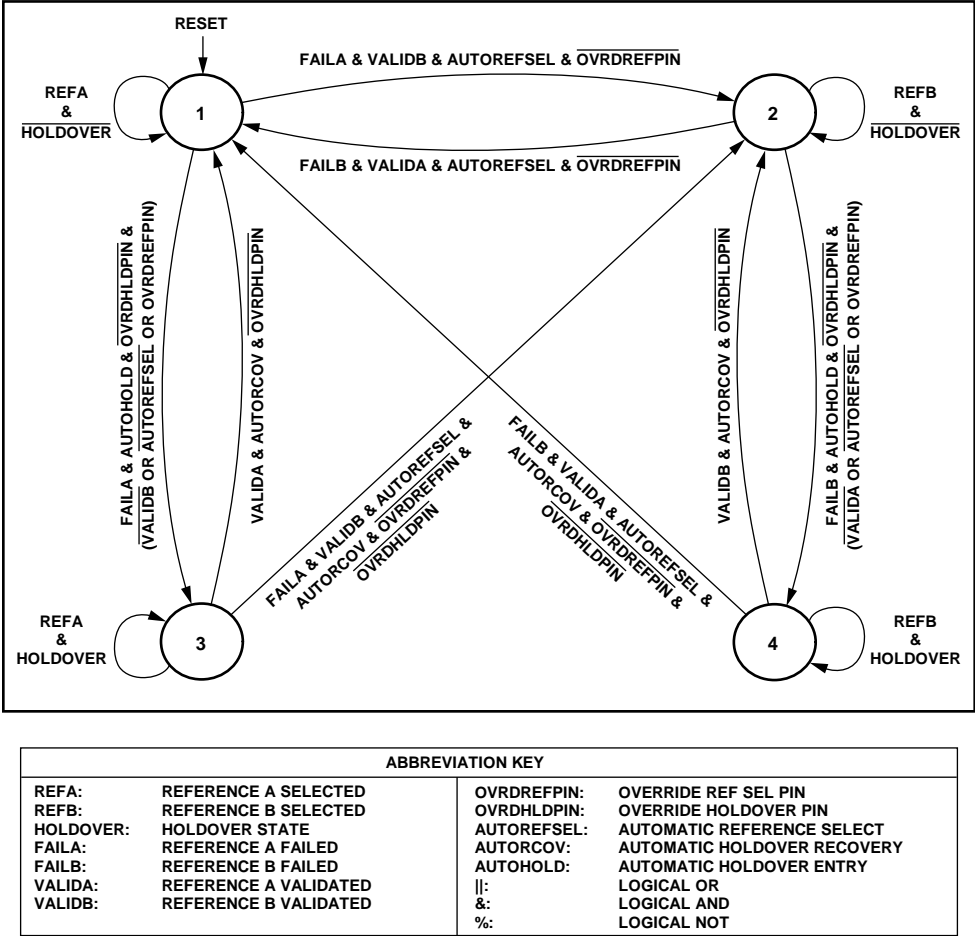 RESET
FAILA & VALIDB & AUTOREFSEL & OVRDREFPIN
REFA
&
HOLDOVER
1
2
REFB
&
HOLDOVER
FAILB & VALIDA & AUTOREFSEL & OVRDREFPIN
FAILA & AUTOHOLD & OVRDHLDPIN &
(VALIDB OR AUTOREFSEL OR OVRDREFPIN)
VALIDA & AUTORCOV & OVRDHLDPIN
VALIDB & AUTORCOV & OVRDHLDPIN
FAILB & AUTOHOLD & OVRDHLDPIN &
(VALIDA OR AUTOREFSEL OR OVRDREFPIN)
FAILA & VALIDB & AUTOREFSEL &
AUTORCOV & OVRDREFPIN &
OVRDHLDPIN
FAILB & VALIDA & AUTOREFSEL &
AUTORCOV & OVRDREFPIN &
OVRDHLDPIN
REFA
&
HOLDOVER
3
4
REFB
&
HOLDOVER
ABBREVIATION KEY
REFA: REFERENCE A SELECTED
REFB: REFERENCE B SELECTED
HOLDOVER: HOLDOVER STATE
FAILA: REFERENCE A FAILED
FAILB: REFERENCE B FAILED
VALIDA: REFERENCE A VALIDATED
VALIDB: REFERENCE B VALIDATED
OVRDREFPIN: OVERRIDE REF SEL PIN
OVRDHLDPIN: OVERRIDE HOLDOVER PIN
AUTOREFSEL: AUTOMATIC REFERENCE SELECT
AUTORCOV: AUTOMATIC HOLDOVER RECOVERY
AUTOHOLD: AUTOMATIC HOLDOVER ENTRY
||: LOGICAL OR
&: LOGICAL AND
%: LOGICAL NOT